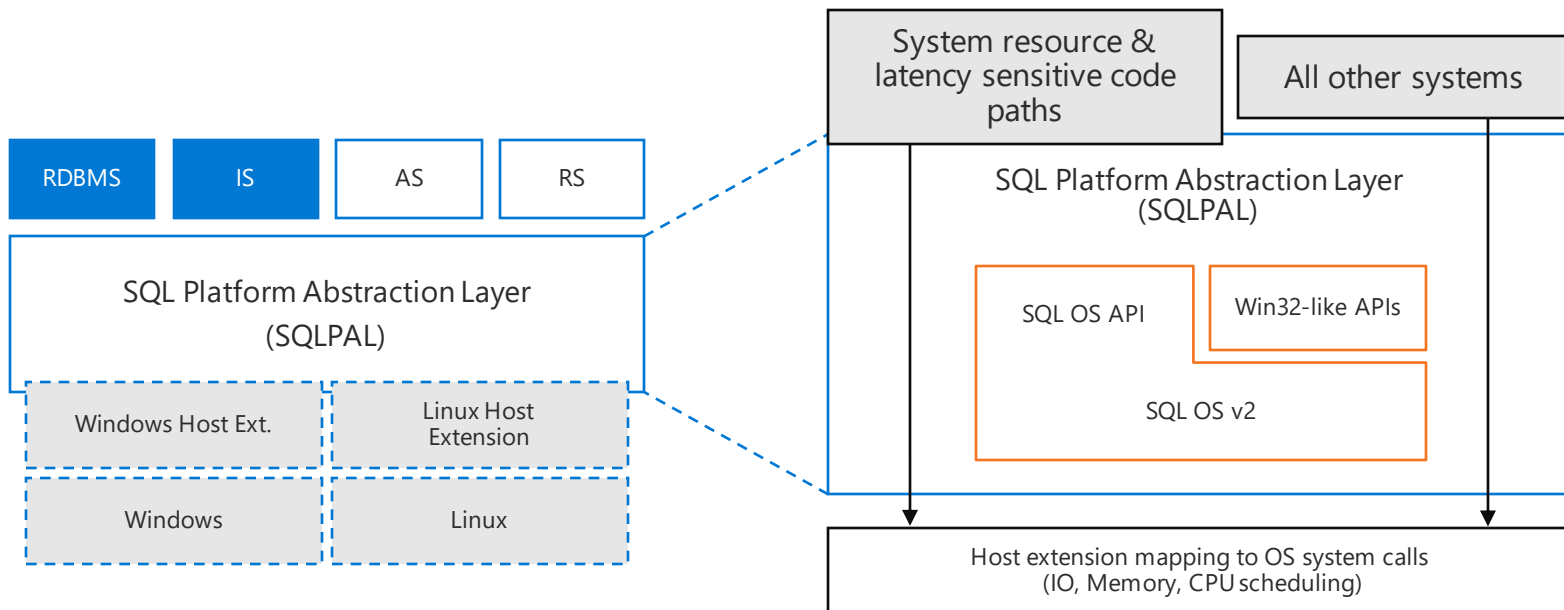 RDBMS
IS
AS
RS
SQL Platform Abstraction Layer
(SQLPAL)
Windows Host Ext.
Linux Host
Extension
Windows
Linux
System resource &
latency sensitive code
paths
All other systems
SQL Platform Abstraction Layer
(SQLPAL)
SQL OS API
Win32-like APIs
SQL OS v2
Host extension mapping to OS system calls
(IO, Memory, CPU scheduling)